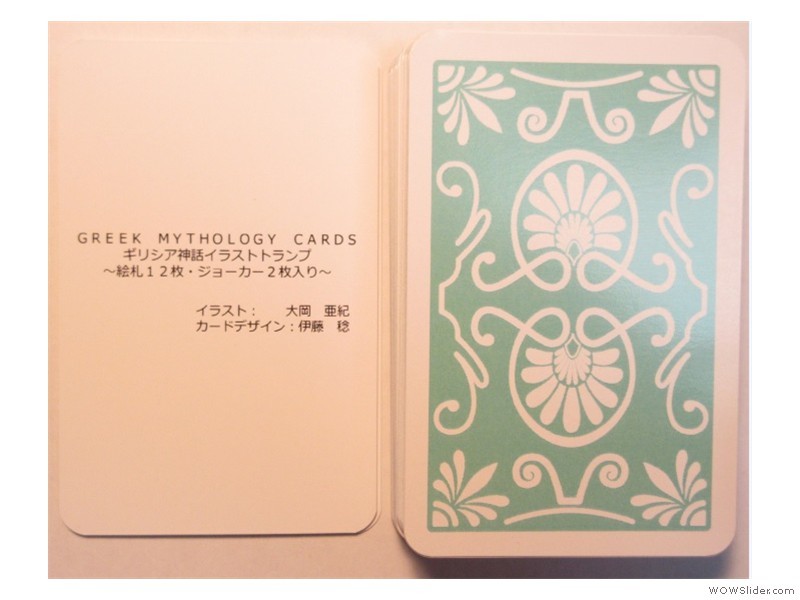 GREEK MYTHOLOGY CARDS
ギリシア神話イラストトランプ
～絵札１２枚・ジョーカー２枚入り～
イラスト：　　大岡　亜紀
カードデザイン：伊藤　稔
WOWSlider.com